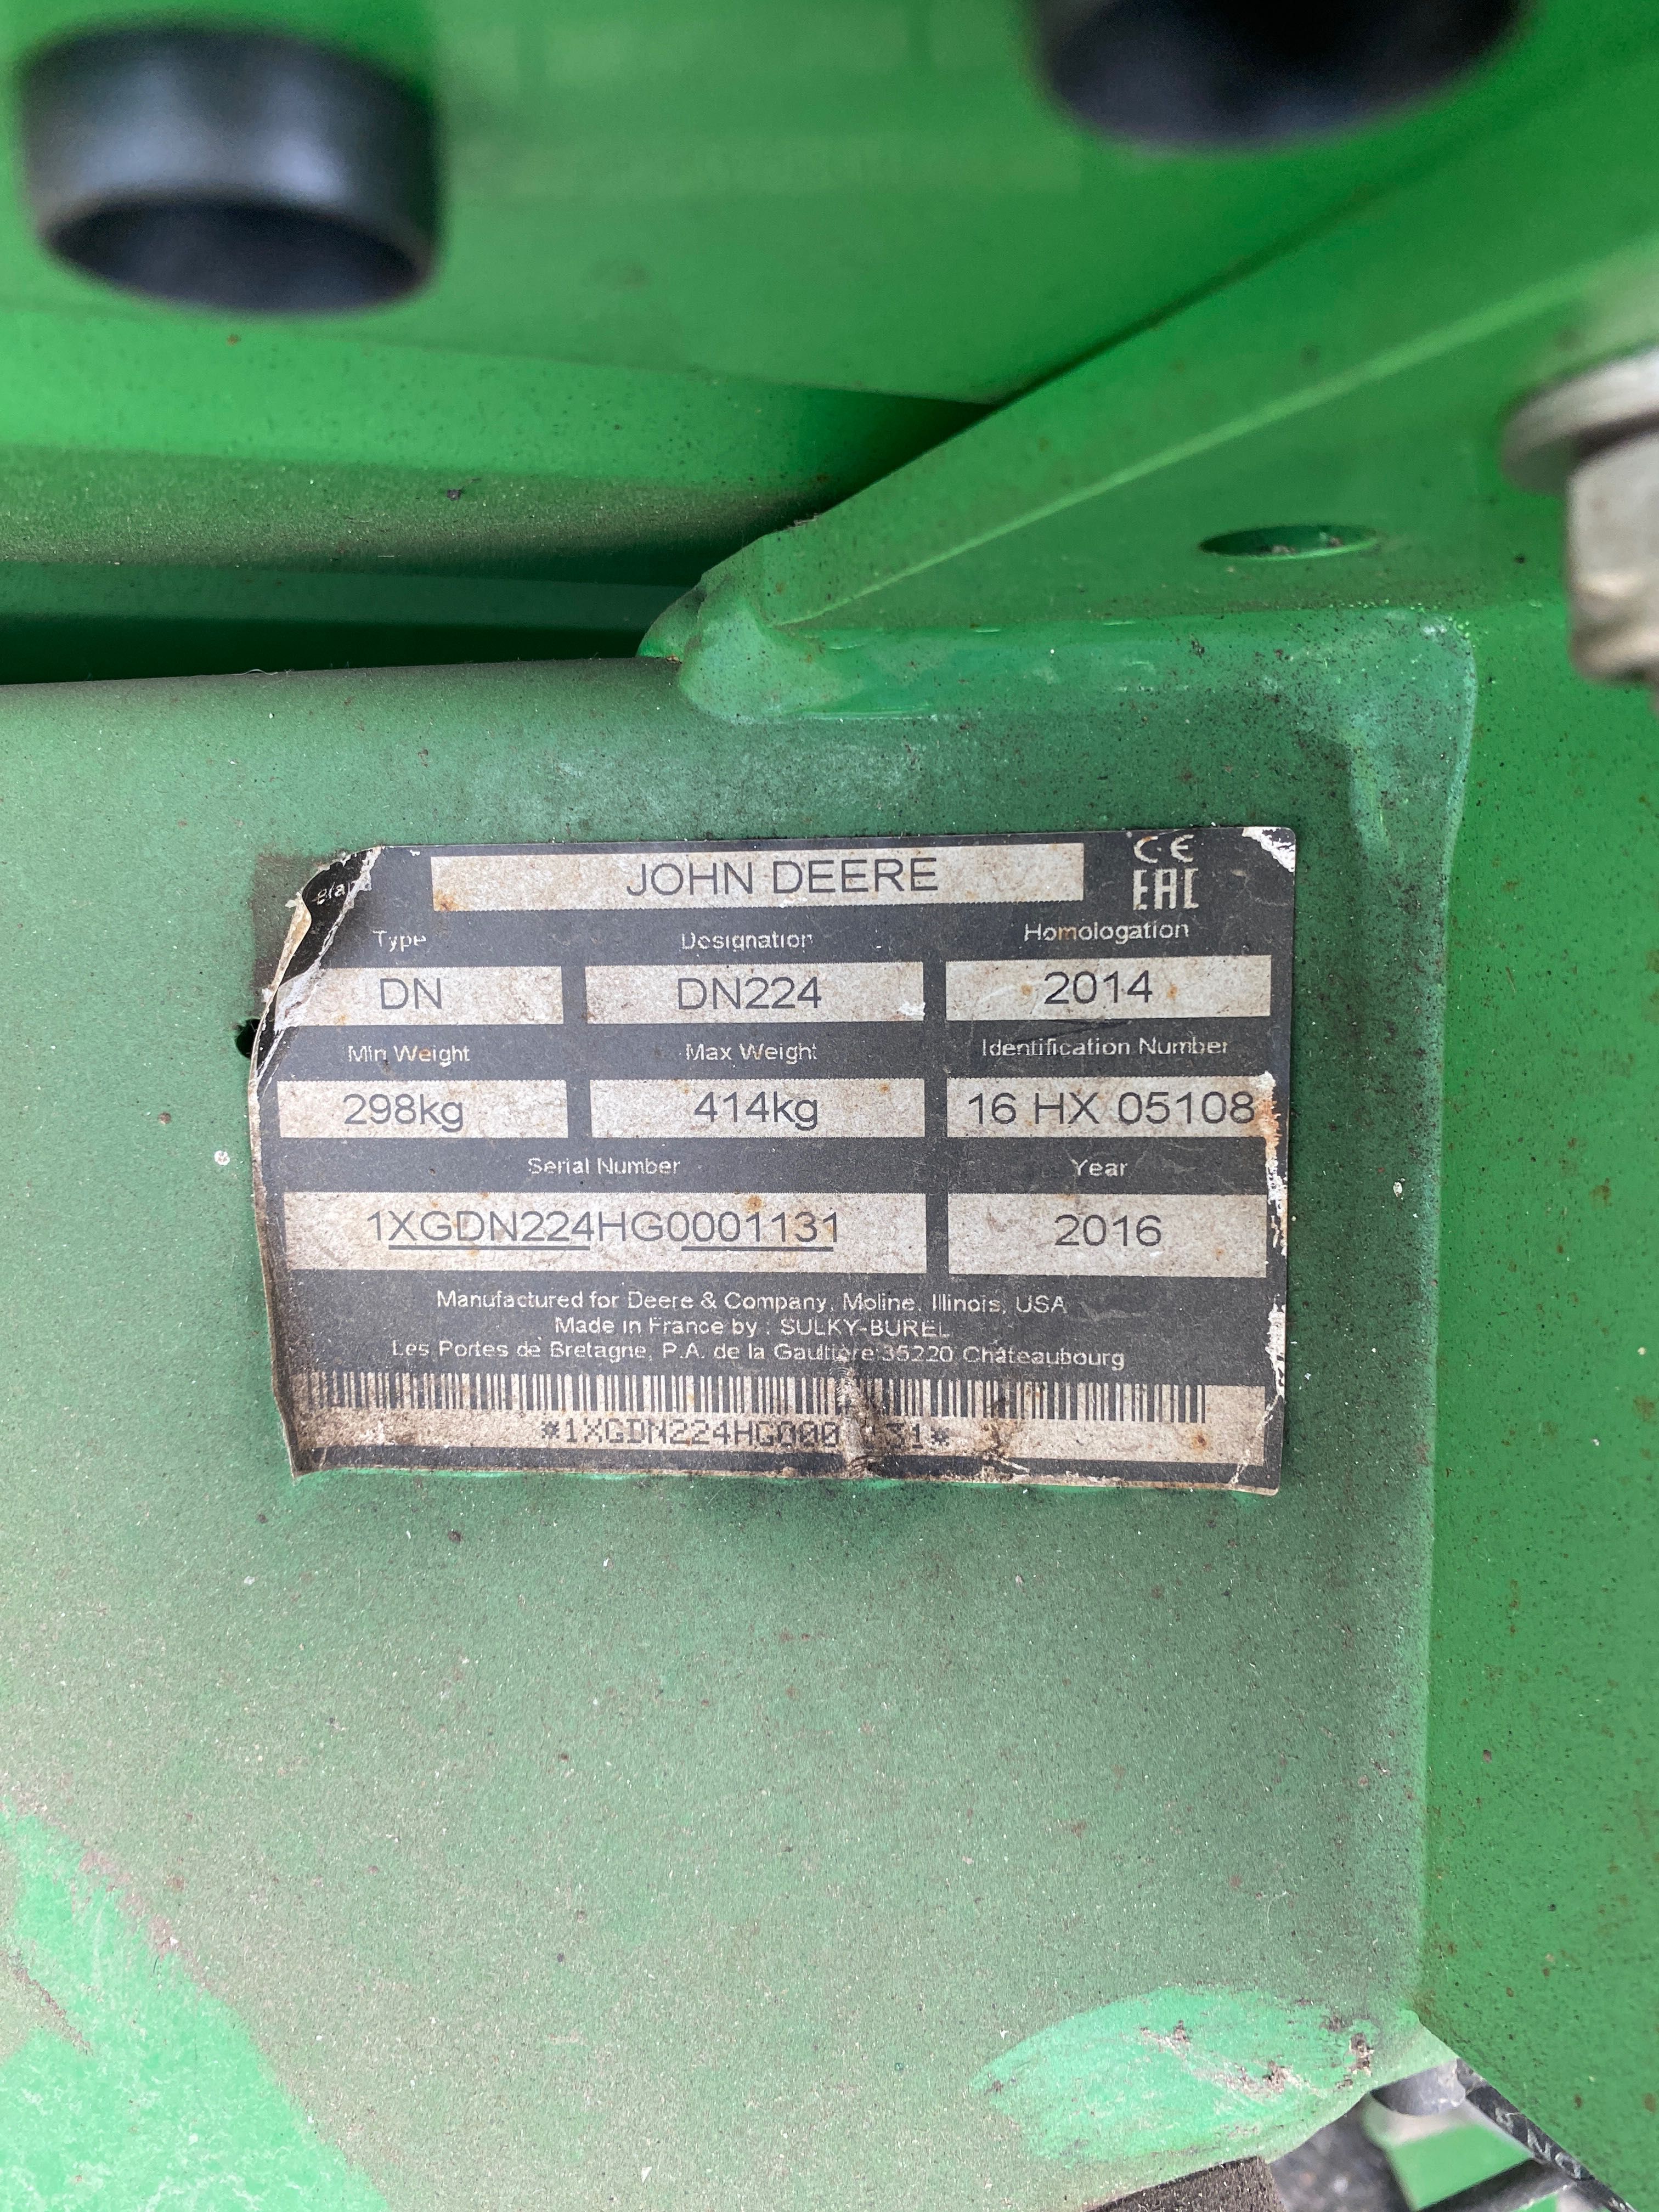 JOHN DEERE
CE
EAC
Type Designation Homologation
DN DN224 2014
Min Weight Max Weight Identification Number
298kg 414kg 16 HX 05108
Serial Number Year
1XGDN224HG0001131 2016
Manufactured for Deere & Company, Moline, Illinois, USA
Made in France by : SULKY-BUREL
Les Portes de Bretagne, P.A. de la Gaultière 35220 Châteaubourg